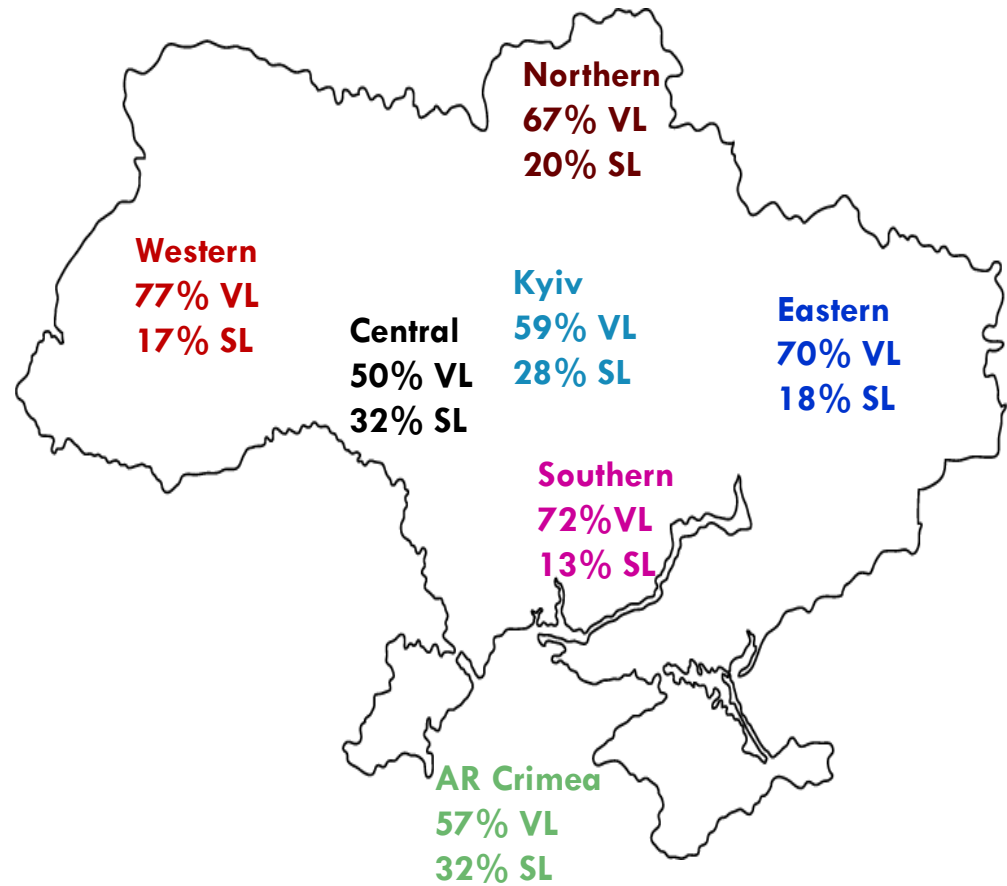 Northern
67% VL
20% SL
Western
77% VL
17% SL
Kyiv
59% VL
28% SL
Central
50% VL
32% SL
Eastern
70% VL
18% SL
Southern
72%VL
13% SL
AR Crimea
57% VL
32% SL